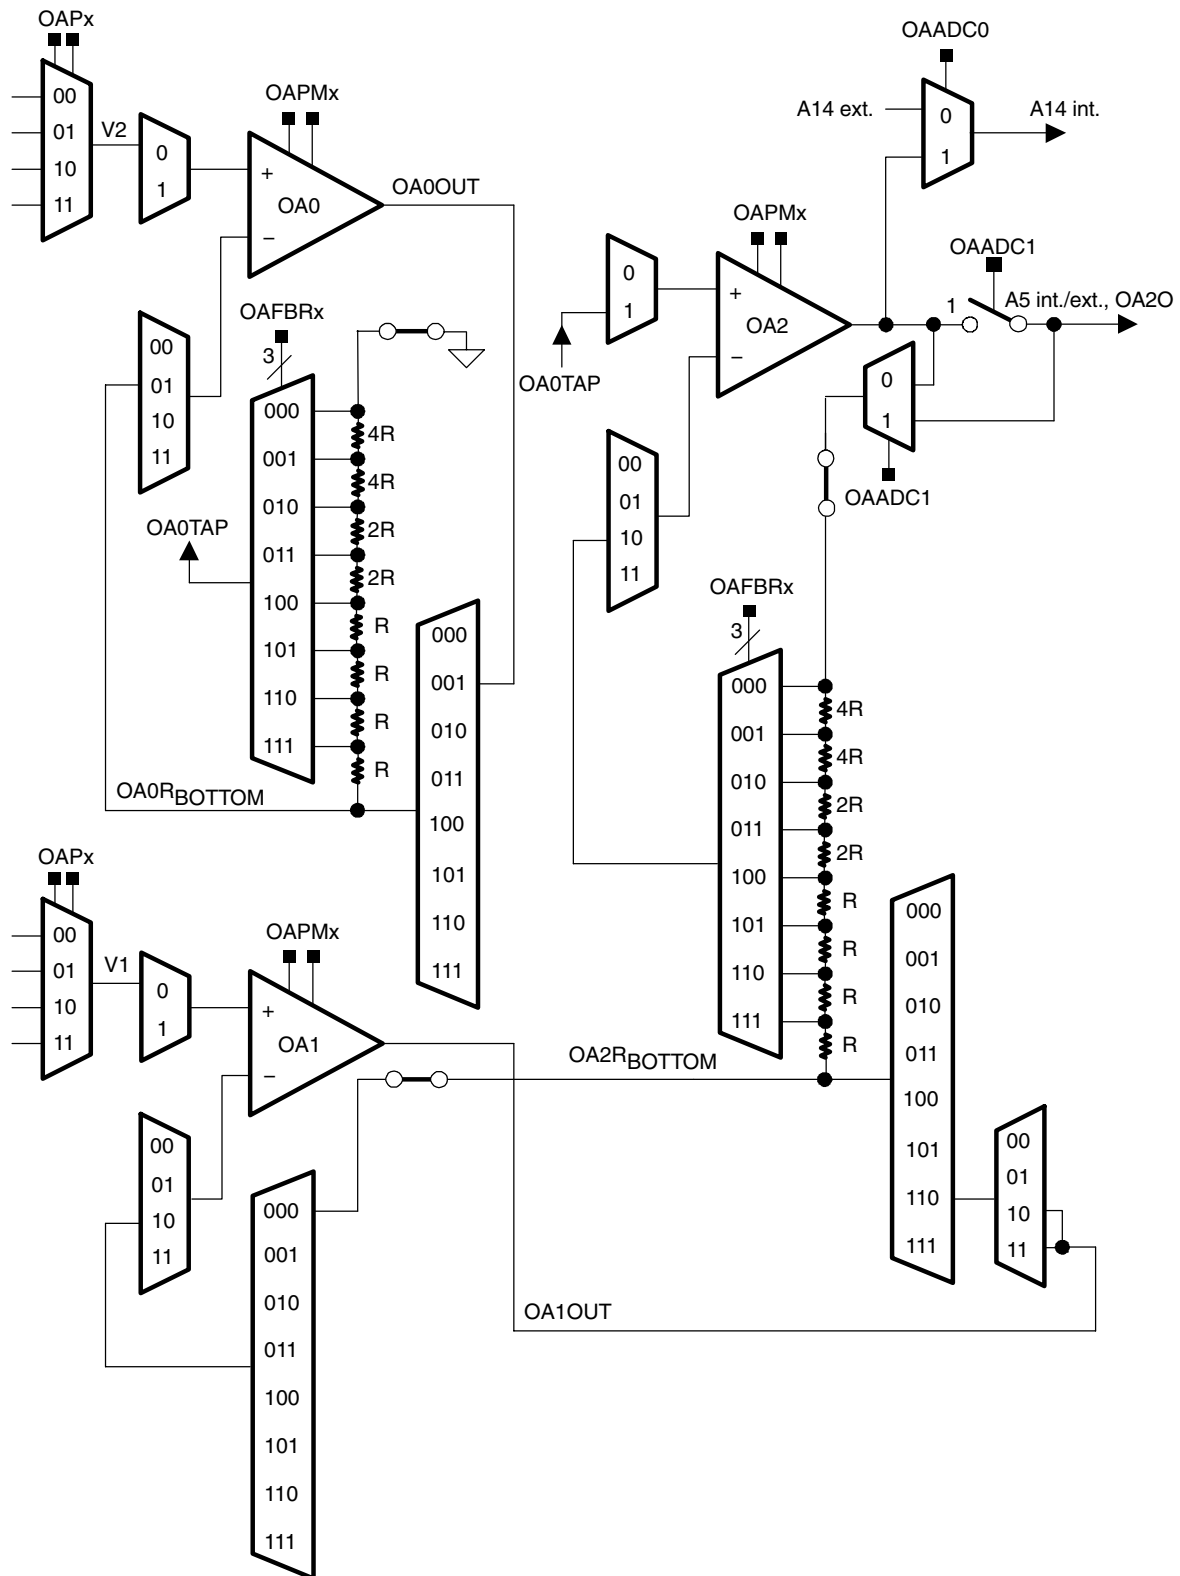 OAPx
00
01
10
11
V2
0
1
OAPMx
+
OA0
−
OA0OUT
00
01
10
11
OAFBRx
3
000
001
010
011
100
101
110
111
4R
4R
2R
2R
R
R
R
R
OA0TAP
OA0RBOTTOM
000
001
010
011
100
101
110
111
OAADC0
A14 ext.
0
1
A14 int.
OAPMx
0
1
OA0TAP
+
OA2
−
OAADC1
1
A5 int./ext., OA2O
0
1
OAADC1
00
01
10
11
OAFBRx
3
000
001
010
011
100
101
110
111
4R
4R
2R
2R
R
R
R
R
OA2RBOTTOM
000
001
010
011
100
101
110
111
00
01
10
11
OAPx
00
01
10
11
V1
0
1
OAPMx
+
OA1
−
00
01
10
11
000
001
010
011
100
101
110
111
OA1OUT